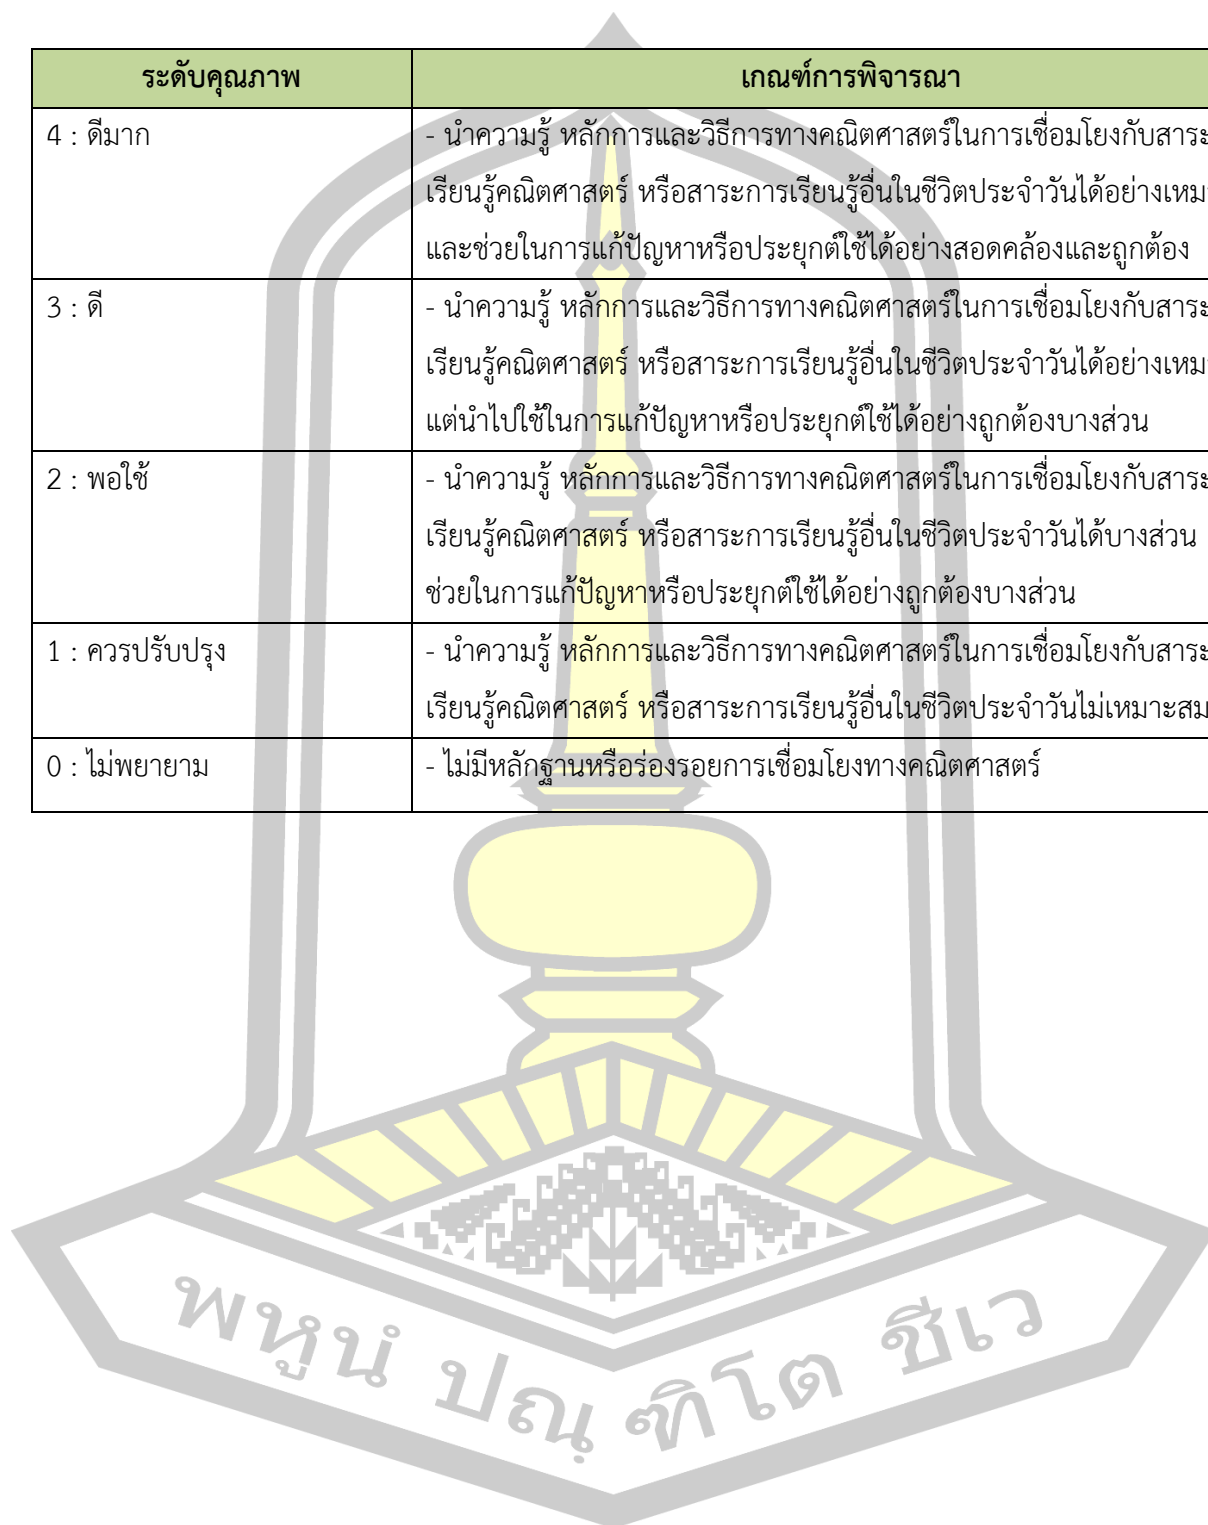 ระดับคุณภาพ เกณฑ์การพิจารณา
4 : ดีมาก - นำความรู้ หลักการและวิธีการทางคณิตศาสตร์ในการเชื่อมโยงกับสาระ
เรียนรู้คณิตศาสตร์ หรือสาระการเรียนรู้อื่นในชีวิตประจำวันได้อย่าง
และช่วยในการแก้ปัญหาหรือประยุกต์ใช้ได้อย่างสอดคล้องและถูกต้อง
3 : ดี - นำความรู้ หลักการและวิธีการทางคณิตศาสตร์ในการเชื่อมโยงกับสาระ
เรียนรู้คณิตศาสตร์ หรือสาระการเรียนรู้อื่นในชีวิตประจำวันได้อย่าง
แต่นำไปใช้ในการแก้ปัญหาหรือประยุกต์ใช้ได้อย่างถูกต้องบางส่วน
2 : พอใช้ - นำความรู้ หลักการและวิธีการทางคณิตศาสตร์ในการเชื่อมโยงกับสาระ
เรียนรู้คณิตศาสตร์ หรือสาระการเรียนรู้อื่นในชีวิตประจำวันได้บางส่วน
ช่วยในการแก้ปัญหาหรือประยุกต์ใช้ได้อย่างถูกต้องบางส่วน
1 : ควรปรับปรุง - นำความรู้ หลักการและวิธีการทางคณิตศาสตร์ในการเชื่อมโยงกับสาระ
เรียนรู้คณิตศาสตร์ หรือสาระการเรียนรู้อื่นในชีวิตประจำวันไม่เหมาะสม
0 : ไม่พยายาม - ไม่มีหลักฐานหรือร่องรอยการเชื่อมโยงทางคณิตศาสตร์
พหูนํ ปณฺฑิโต ชีเว